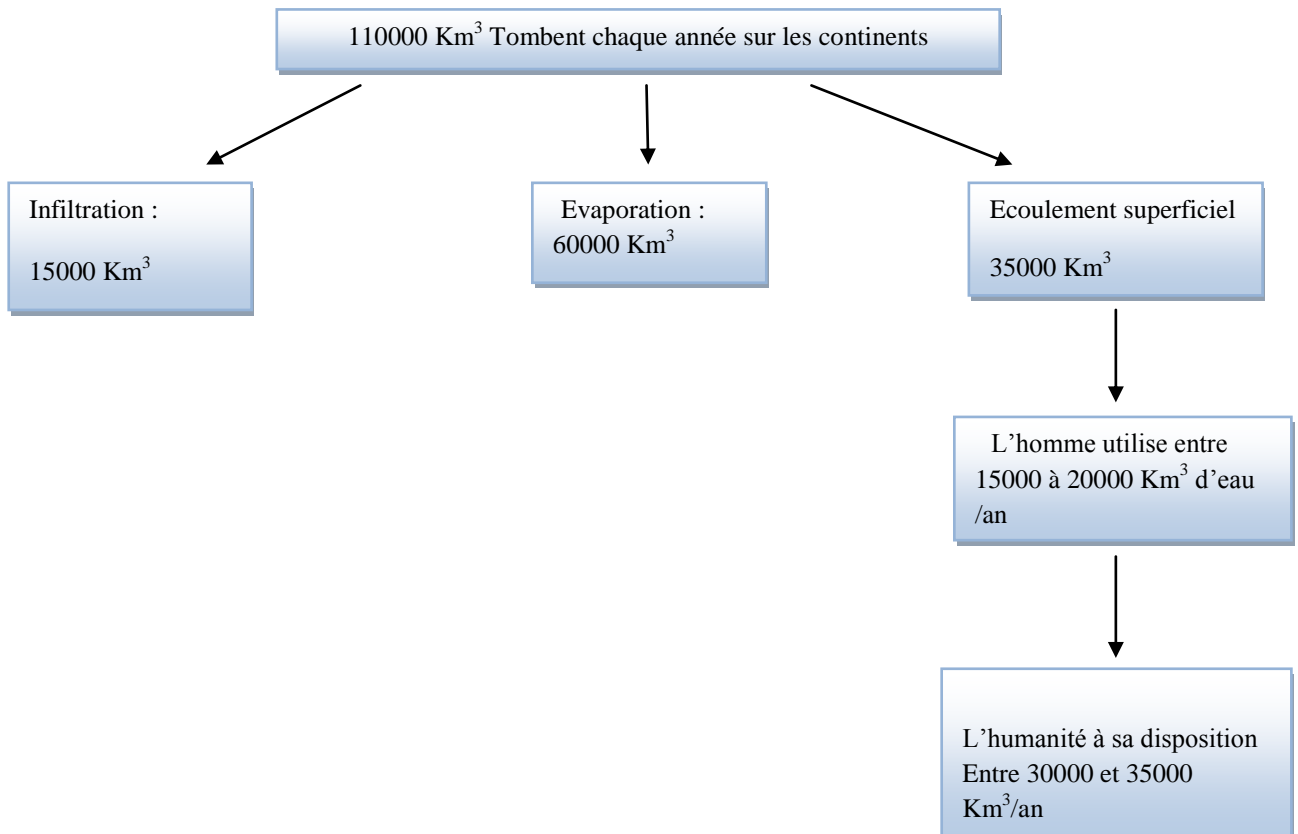 110000 Km³ Tombent chaque année sur les continents
Infiltration :
15000 Km³
Evaporation :
60000 Km³
Ecoulement superficiel
35000 Km³
L’homme utilise entre
15000 à 20000 Km³ d’eau
/an
L’humanité à sa disposition
Entre 30000 et 35000
Km³/an